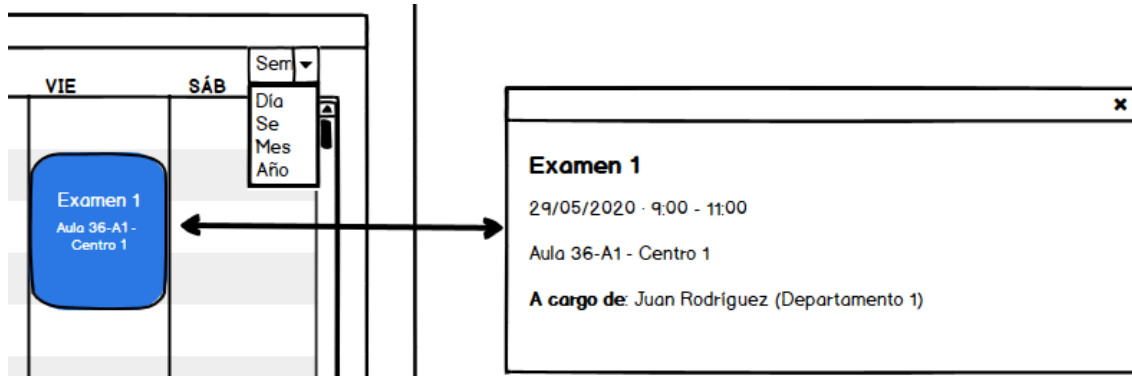 Sem
VIE
SÁB
Día
Se
Mes
Año
Examen 1
Aula 36-A1 -
Centro 1
Examen 1
29/05/2020 · 9:00 - 11:00
Aula 36-A1 - Centro 1
A cargo de: Juan Rodríguez (Departamento 1)